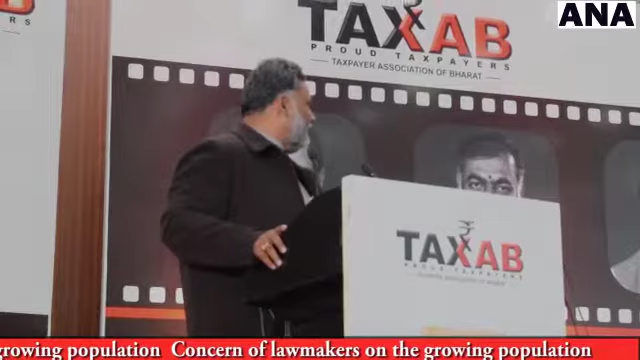 ANA
TAXAB
PROUD TAXPAYERS
TAXPAYER ASSOCIATION OF BHARAT
R S
TAXAB
PROUD TAXPAYERS
growing population Concern of lawmakers on the growing population